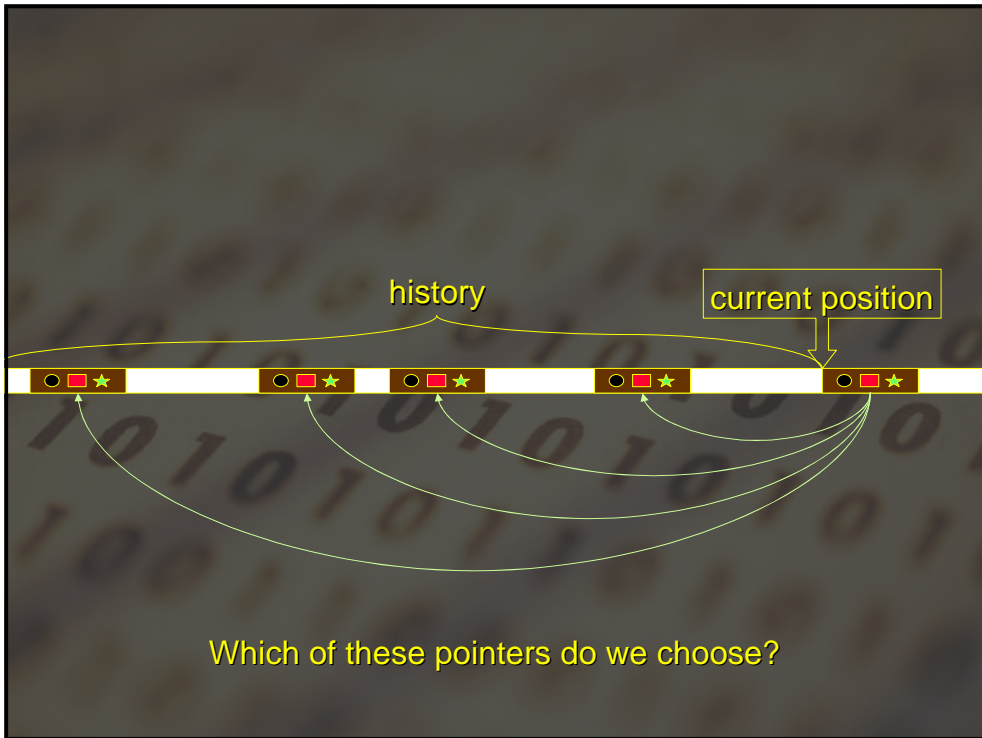 history
current position
Which of these pointers do we choose?